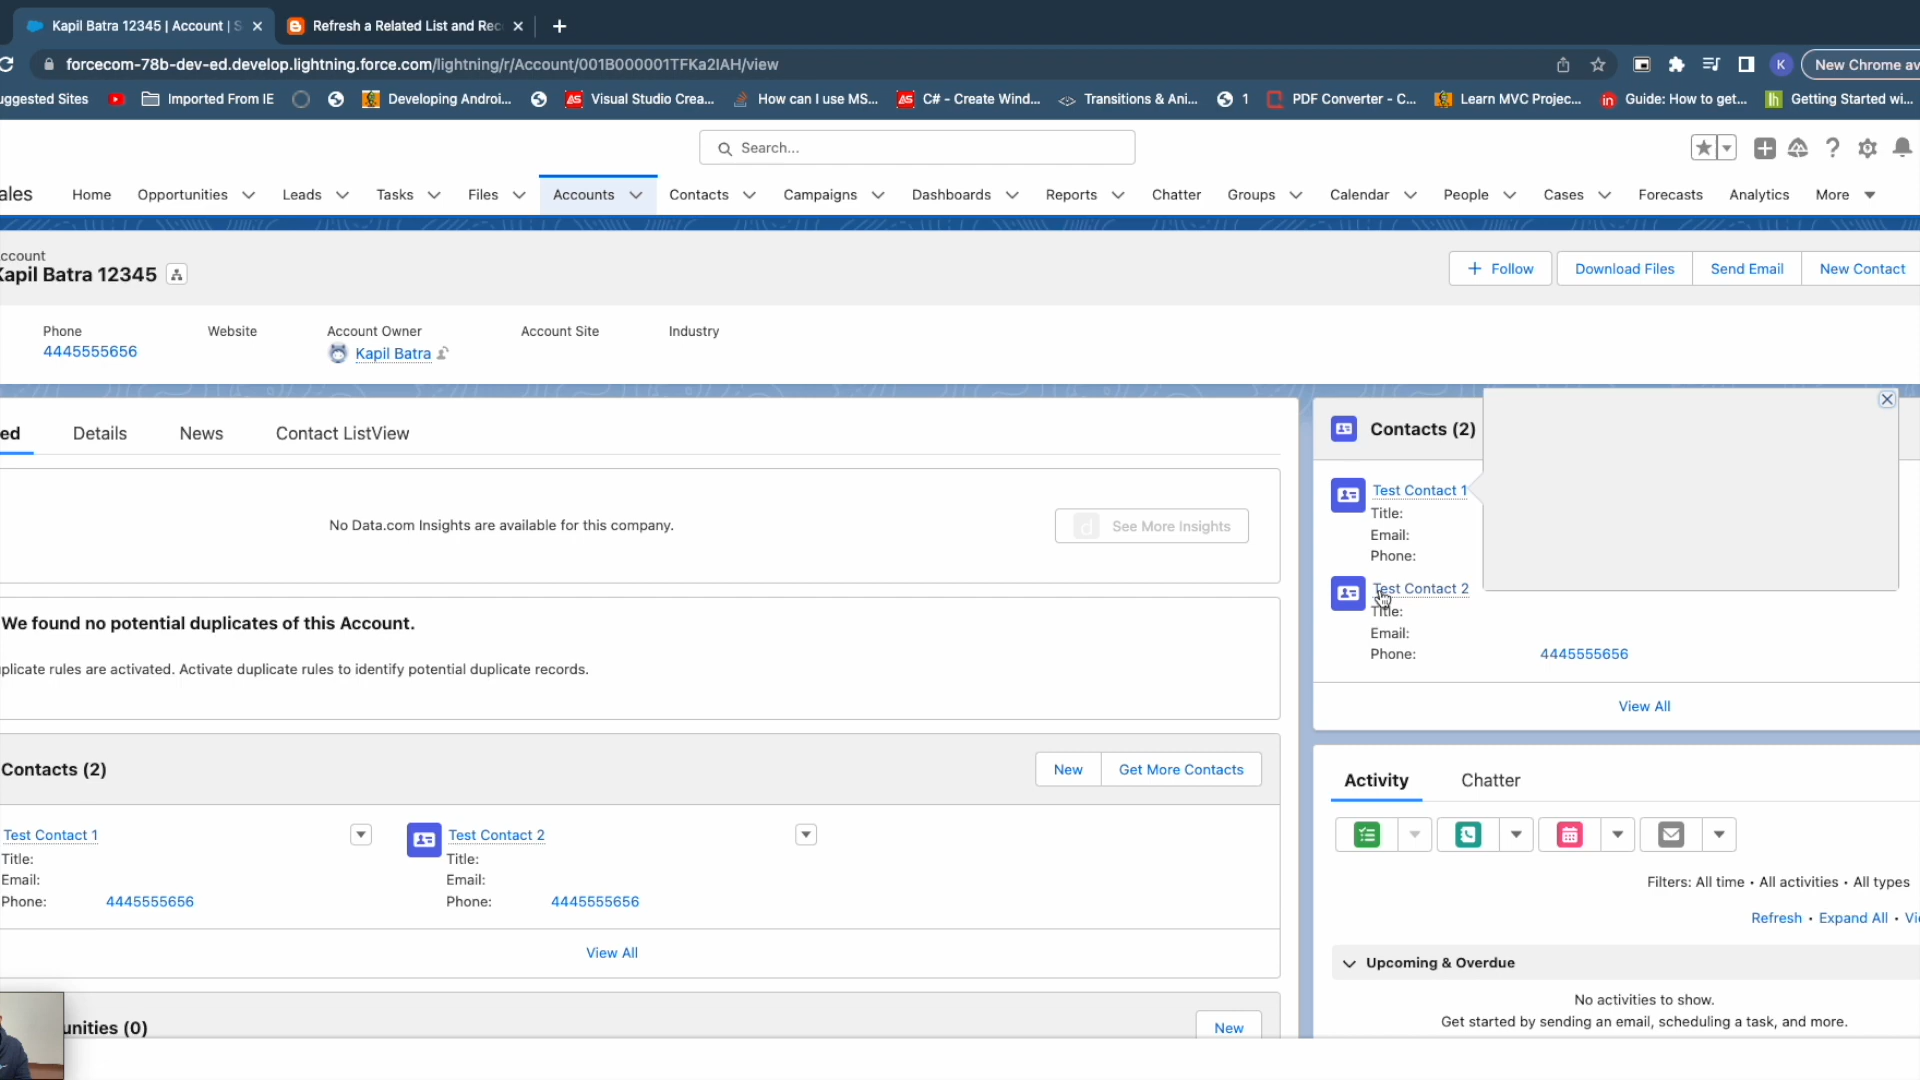 Kapil Batra 12345 | Account | S
Refresh a Related List and Rec
forcecom-78b-dev-ed.develop.lightning.force.com/lightning/r/Account/001B000001TFKa2IAH/view
K
New Chrome av
uggested Sites
Imported From IE
Developing Androi...
Visual Studio Crea...
How can I use MS...
C# - Create Wind...
Transitions & Ani...
1
PDF Converter - C...
Learn MVC Projec...
Guide: How to get...
Getting Started wi...
Search...
ales
Home
Opportunities
Leads
Tasks
Files
Accounts
Contacts
Campaigns
Dashboards
Reports
Chatter
Groups
Calendar
People
Cases
Forecasts
Analytics
More
ccount
Kapil Batra 12345
Follow
Download Files
Send Email
New Contact
Phone
4445555656
Website
Account Owner
Kapil Batra
Account Site
Industry
ed
Details
News
Contact ListView
No Data.com Insights are available for this company.
See More Insights
We found no potential duplicates of this Account.
plicate rules are activated. Activate duplicate rules to identify potential duplicate records.
Contacts (2)
New
Get More Contacts
Test Contact 1
Title:
Email:
Phone: 4445555656
Test Contact 2
Title:
Email:
Phone: 4445555656
View All
unities (0)
New
Contacts (2)
Test Contact 1
Title:
Email:
Phone:
Test Contact 2
Title:
Email:
Phone: 4445555656
View All
Activity
Chatter
Filters: All time • All activities • All types
Refresh • Expand All • Vi
Upcoming & Overdue
No activities to show.
Get started by sending an email, scheduling a task, and more.